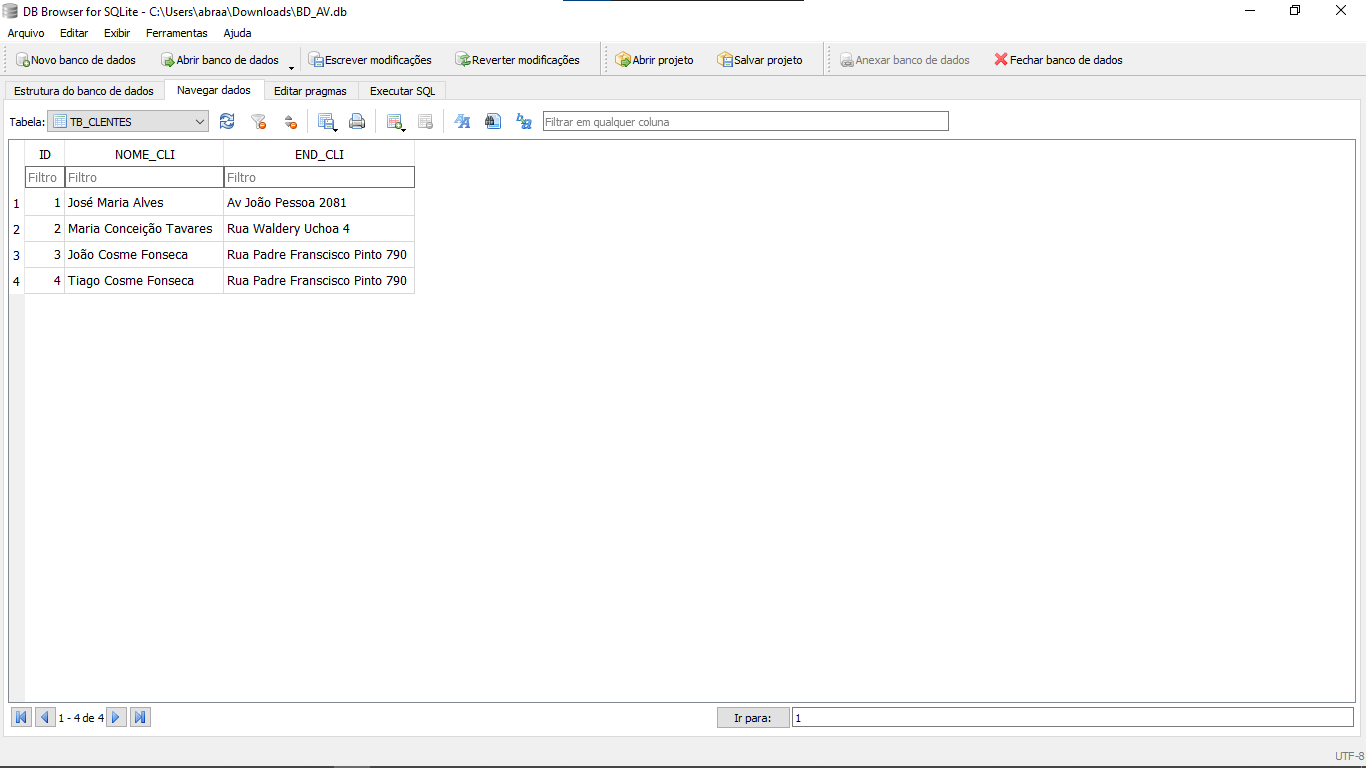 DB Browser for SQLite - C:\Users\abraa\Downloads\BD_AV.db
Arquivo Editar Exibir Ferramentas Ajuda
Novo banco de dados Abrir banco de dados Escrever modificações Reverter modificações Abrir projeto Salvar projeto Anexar banco de dados Fechar banco de dados
Estrutura do banco de dados Navegar dados Editar pragmas Executar SQL
Tabela: TB_CLENTES Filtrar em qualquer coluna
ID NOME_CLI END_CLI
Filtro Filtro Filtro
1 1 José Maria Alves Av João Pessoa 2081
2 2 Maria Conceição Tavares Rua Waldery Uchoa 4
3 3 João Cosme Fonseca Rua Padre Franscisco Pinto 790
4 4 Tiago Cosme Fonseca Rua Padre Franscisco Pinto 790
1 - 4 de 4 Ir para: 1
UTF-8